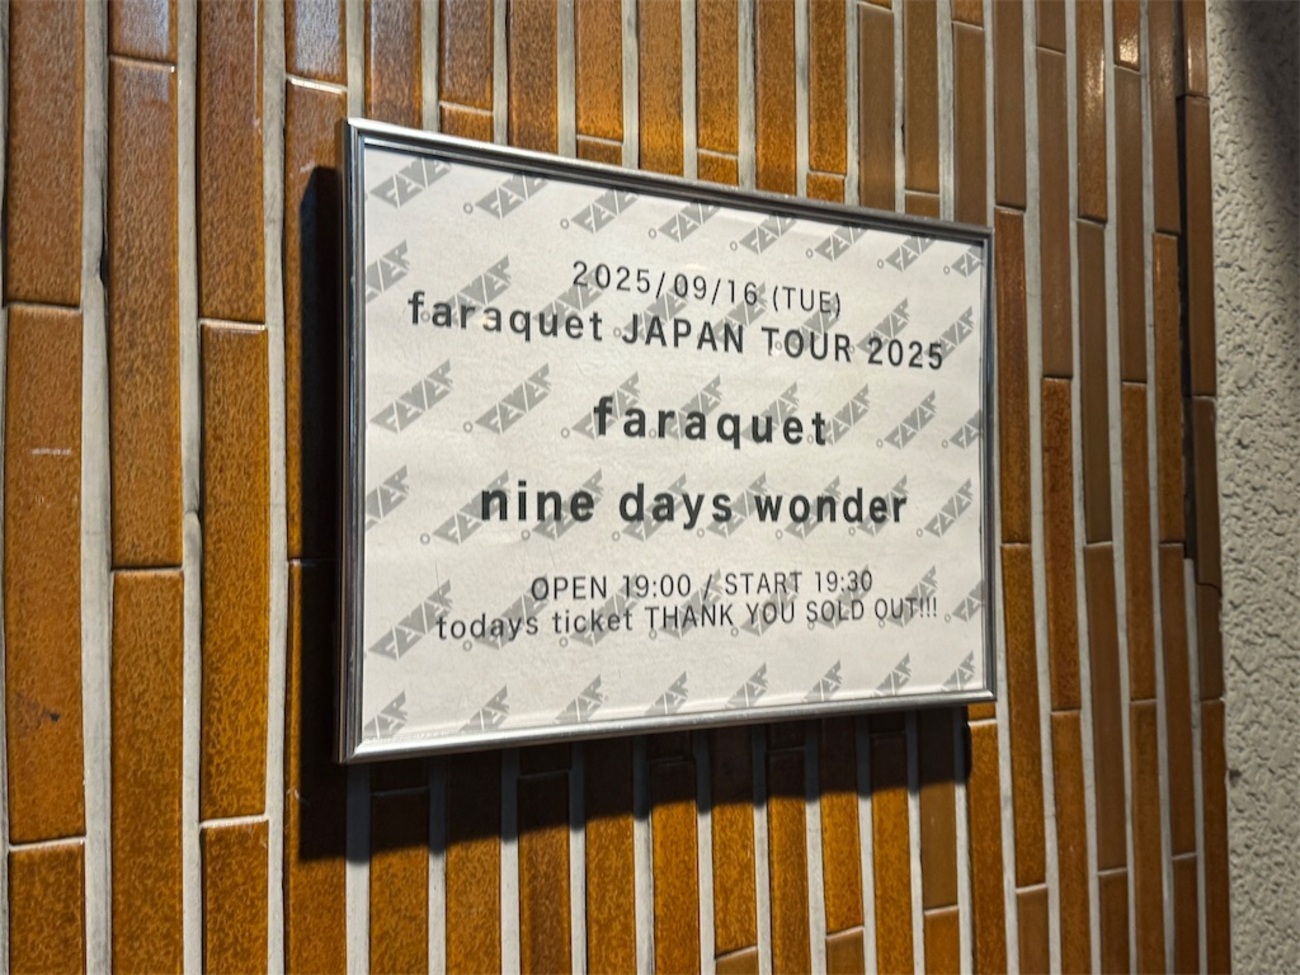 2025/09/16 (TUE)
faraquet JAPAN TOUR 2025
faraquet
nine days wonder
OPEN 19:00 / START 19:30
todays ticket THANK YOU SOLD OUT!!!